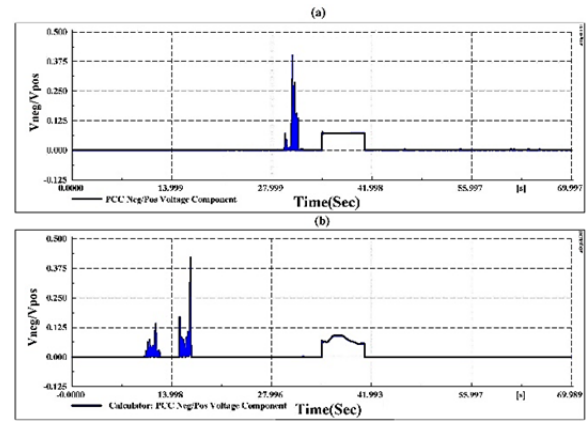 (a)
0.500
0.375
0.250
0.125
0.000
-0.125
Vneg/Vpos
0.0000 13.999 27.999 41.998 55.997 [s] 69.997
PCC Neg/Pos Voltage Component
Time(Sec)
(b)
0.500
0.375
0.250
0.125
0.000
-0.125
Vneg/Vpos
-0.0000 13.998 27.996 41.993 55.991 [s] 69.989
Calculator: PCC Neg/Pos Voltage Component
Time(Sec)